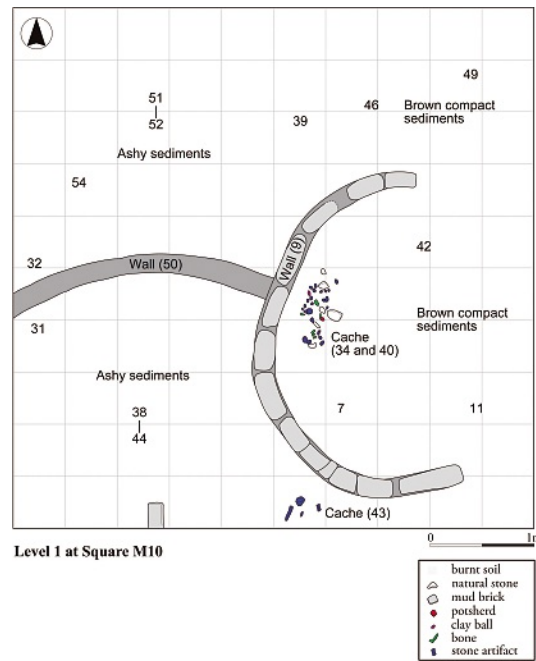 49
51
46
Brown compact
sediments
39
52
Ashy sediments
54
42
Wall (9)
32
Wall (50)
Brown compact
sediments
31
Cache
(34 and 40)
Ashy sediments
38
7
11
44
Cache (43)
0
1m
Level 1 at Square M10
burnt soil
natural stone
mud brick
potsherd
clay ball
bone
stone artifact